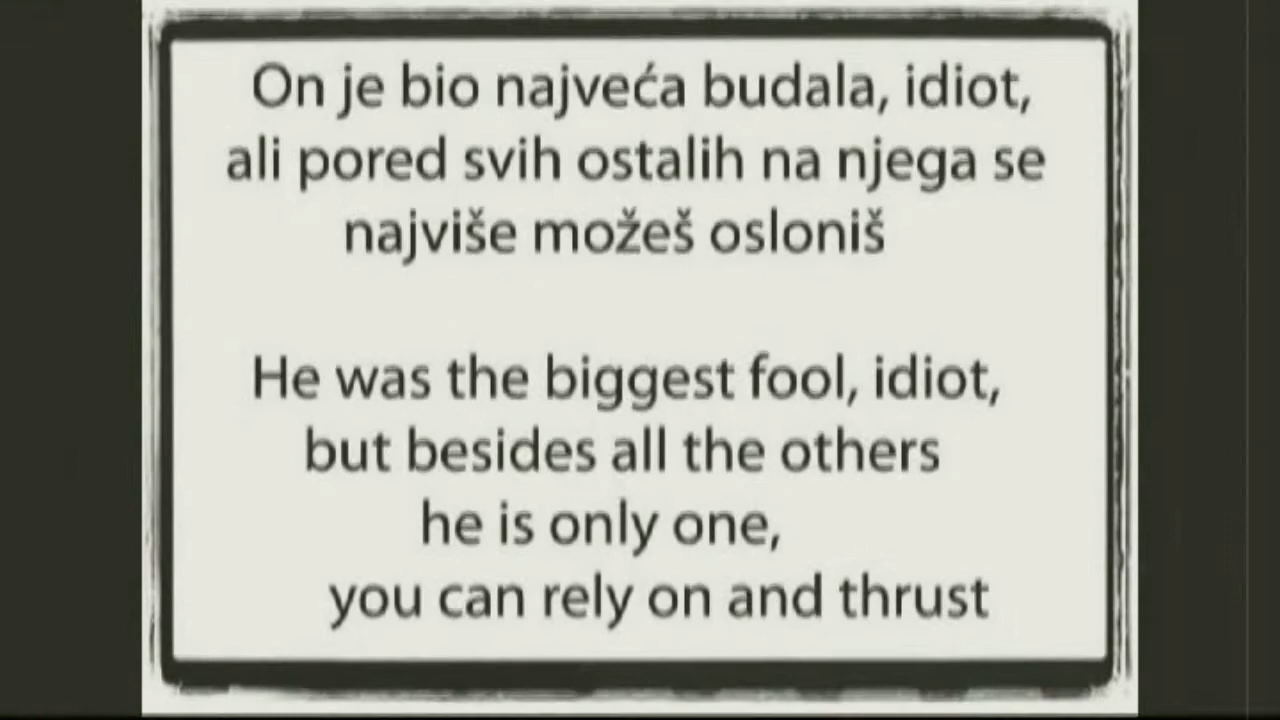 On je bio najveća budala, idiot,
ali pored svih ostalih na njega se
najviše možeš osloniš
He was the biggest fool, idiot,
but besides all the others
he is only one,
you can rely on and thrust